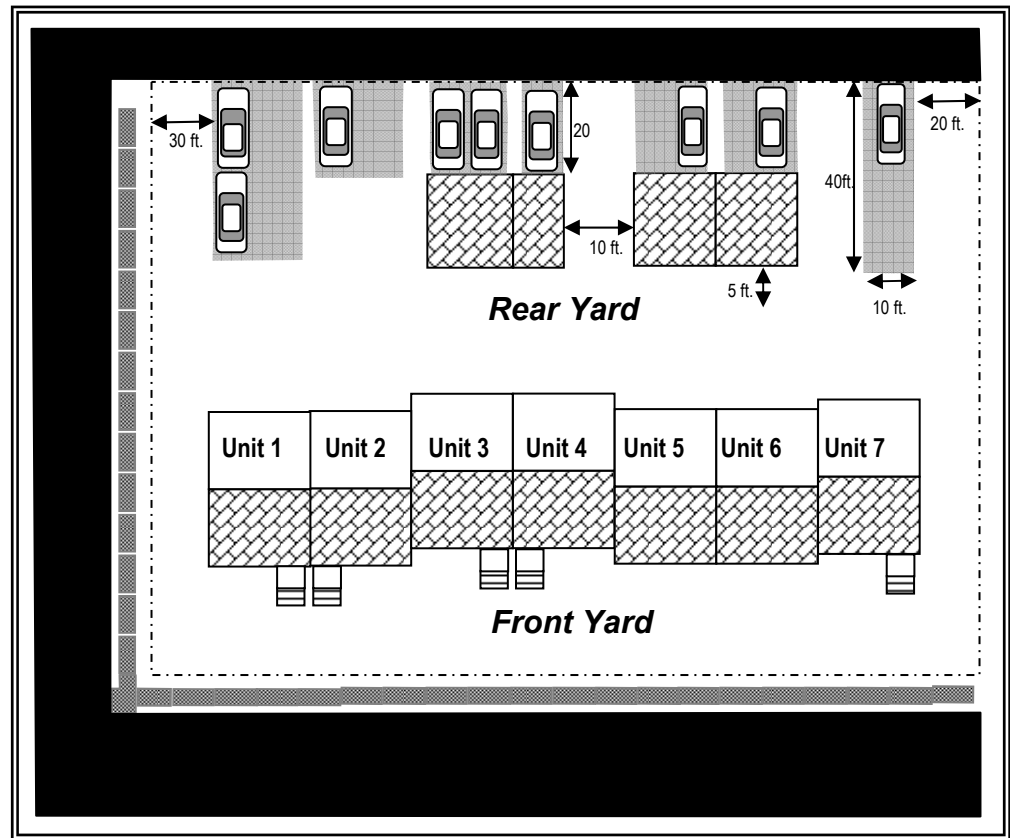 30 ft.
20
20 ft.
40ft.
10 ft.
5 ft.
10 ft.
Rear Yard
Unit 1
Unit 2
Unit 3
Unit 4
Unit 5
Unit 6
Unit 7
Front Yard